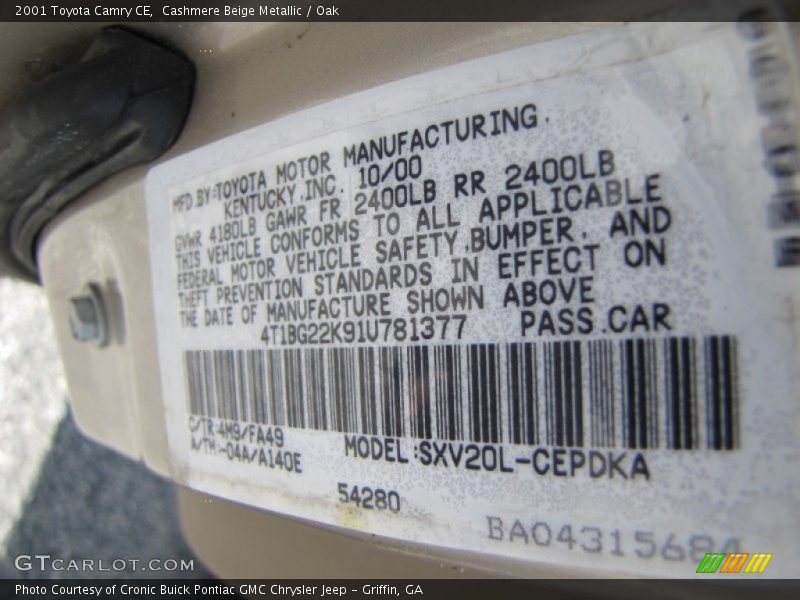 2001 Toyota Camry CE, Cashmere Beige Metallic / Oak
MFD BY:TOYOTA MOTOR MANUFACTURING.
KENTUCKY,INC. 10/00
GVWR 4180LB GAWR FR 2400LB RR 2400LB
THIS VEHICLE CONFORMS TO ALL APPLICABLE
FEDERAL MOTOR VEHICLE SAFETY,BUMPER, AND
THEFT PREVENTION STANDARDS IN EFFECT ON
THE DATE OF MANUFACTURE SHOWN ABOVE
4T1BG22K91U781377 PASS.CAR
C/TR:4M9/FA49
A/TM:-04A/A140E
MODEL:SXV20L-CEPDKA
54280
BA04315684
GTCARLOT.COM
Photo Courtesy of Cronic Buick Pontiac GMC Chrysler Jeep – Griffin, GA